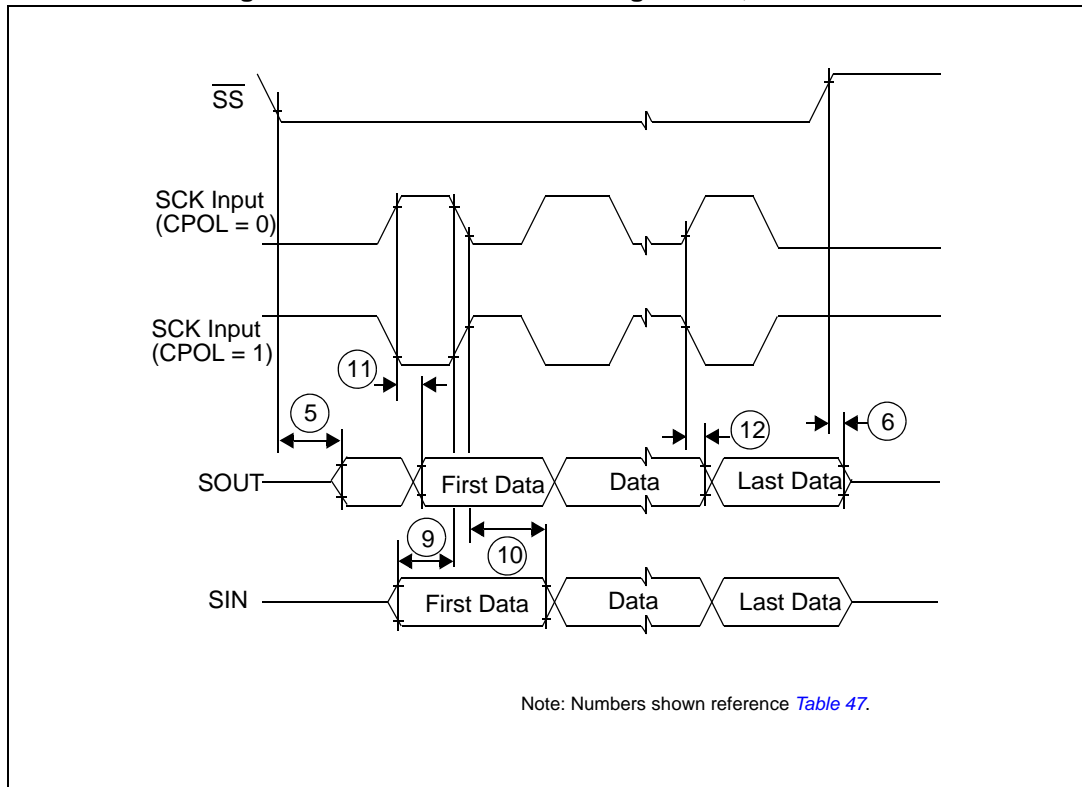 SS
SCK Input
(CPOL = 0)
SCK Input
(CPOL = 1)
11
5
12
6
SOUT
First Data
Data
Last Data
9
10
SIN
First Data
Data
Last Data
Note: Numbers shown reference Table 47.